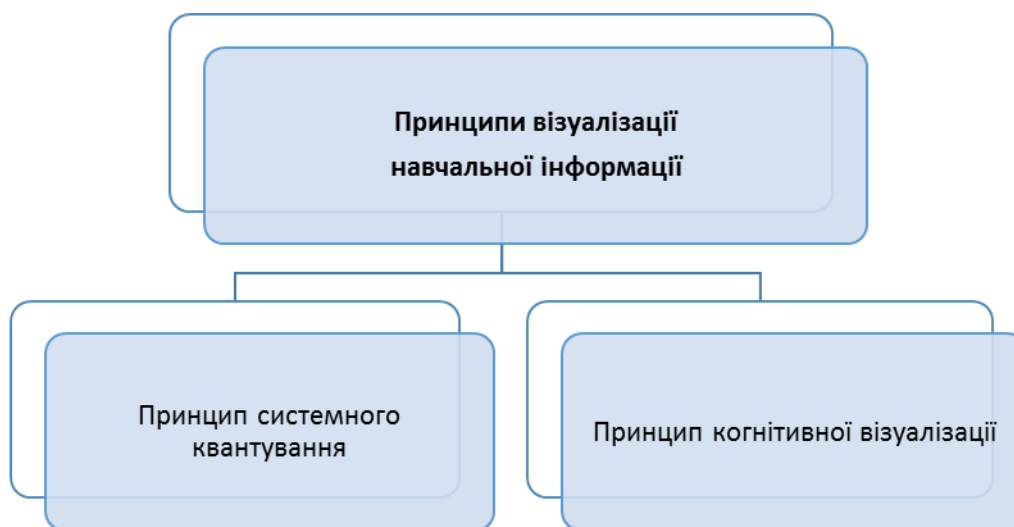 Принципи візуалізації
навчальної інформації
Принцип системного
квантування
Принцип когнітивної візуалізації